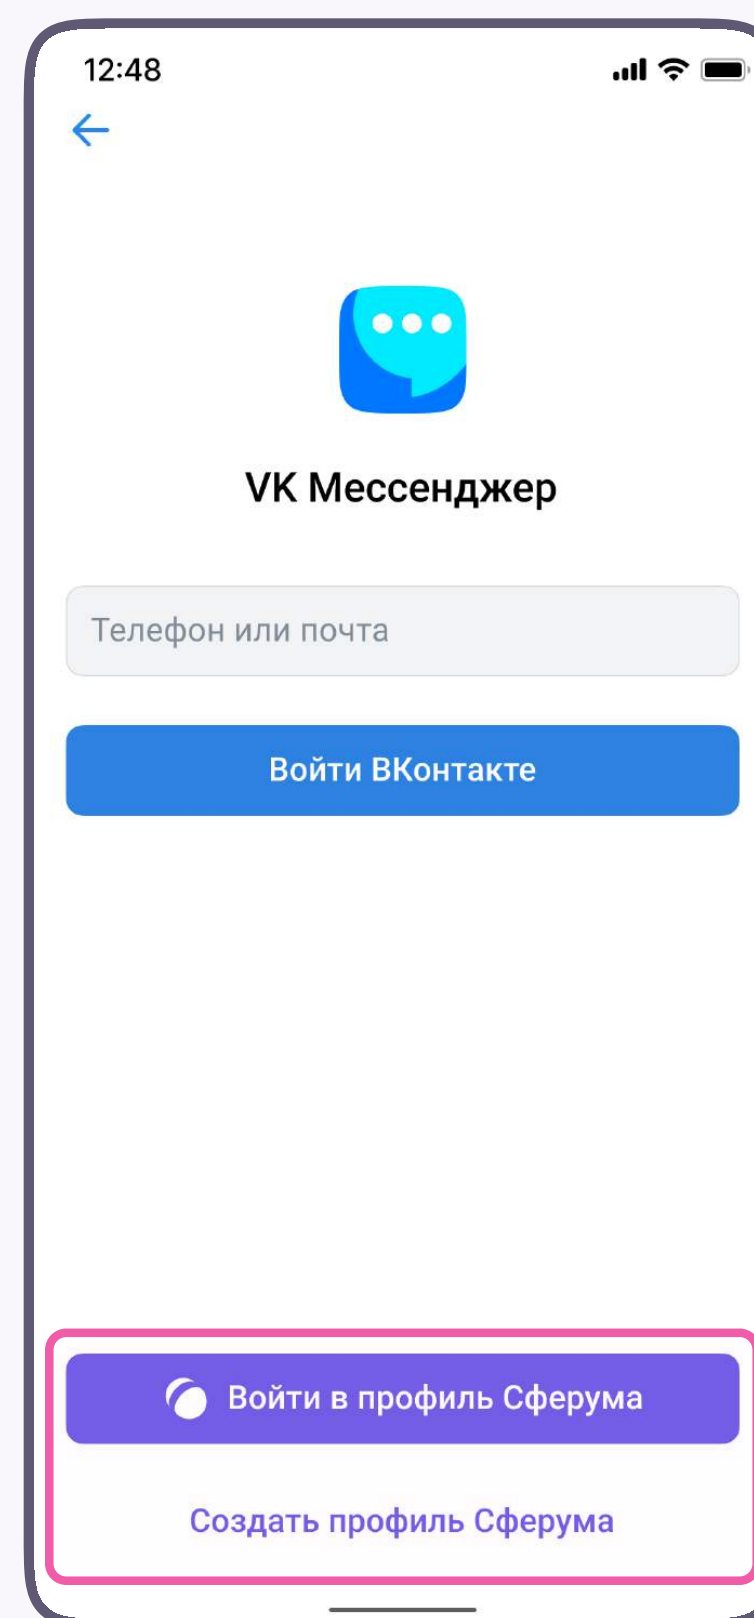 12:48
VK Мессенджер
Телефон или почта
Войти ВКонтакте
Войти в профиль Сферума
Создать профиль Сферума